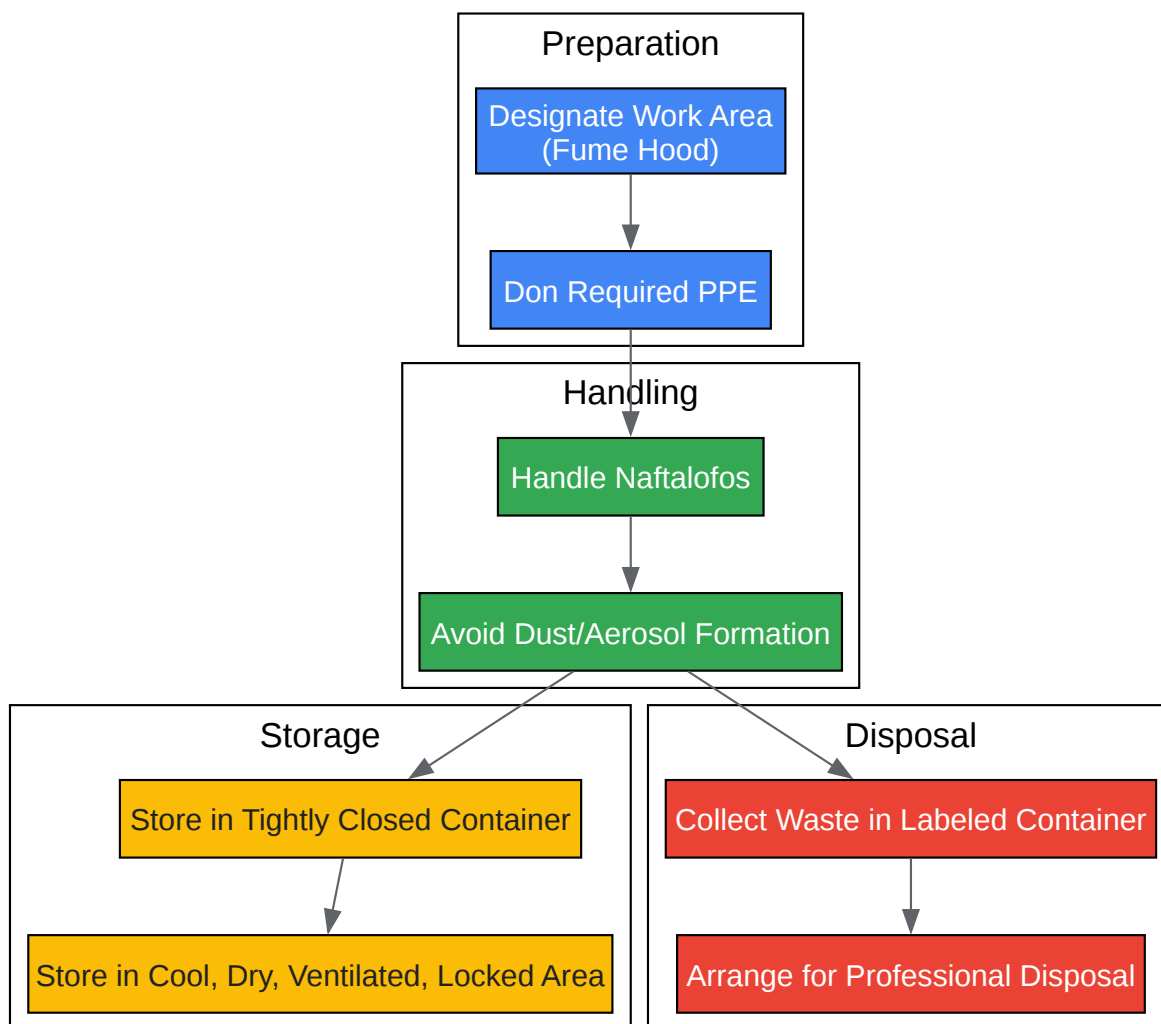 Preparation
Designate Work Area
(Fume Hood)
Don Required PPE
Handling
Handle Naftalofos
Avoid Dust/Aerosol Formation
Storage
Store in Tightly Closed Container
Store in Cool, Dry, Ventilated, Locked Area
Disposal
Collect Waste in Labeled Container
Arrange for Professional Disposal